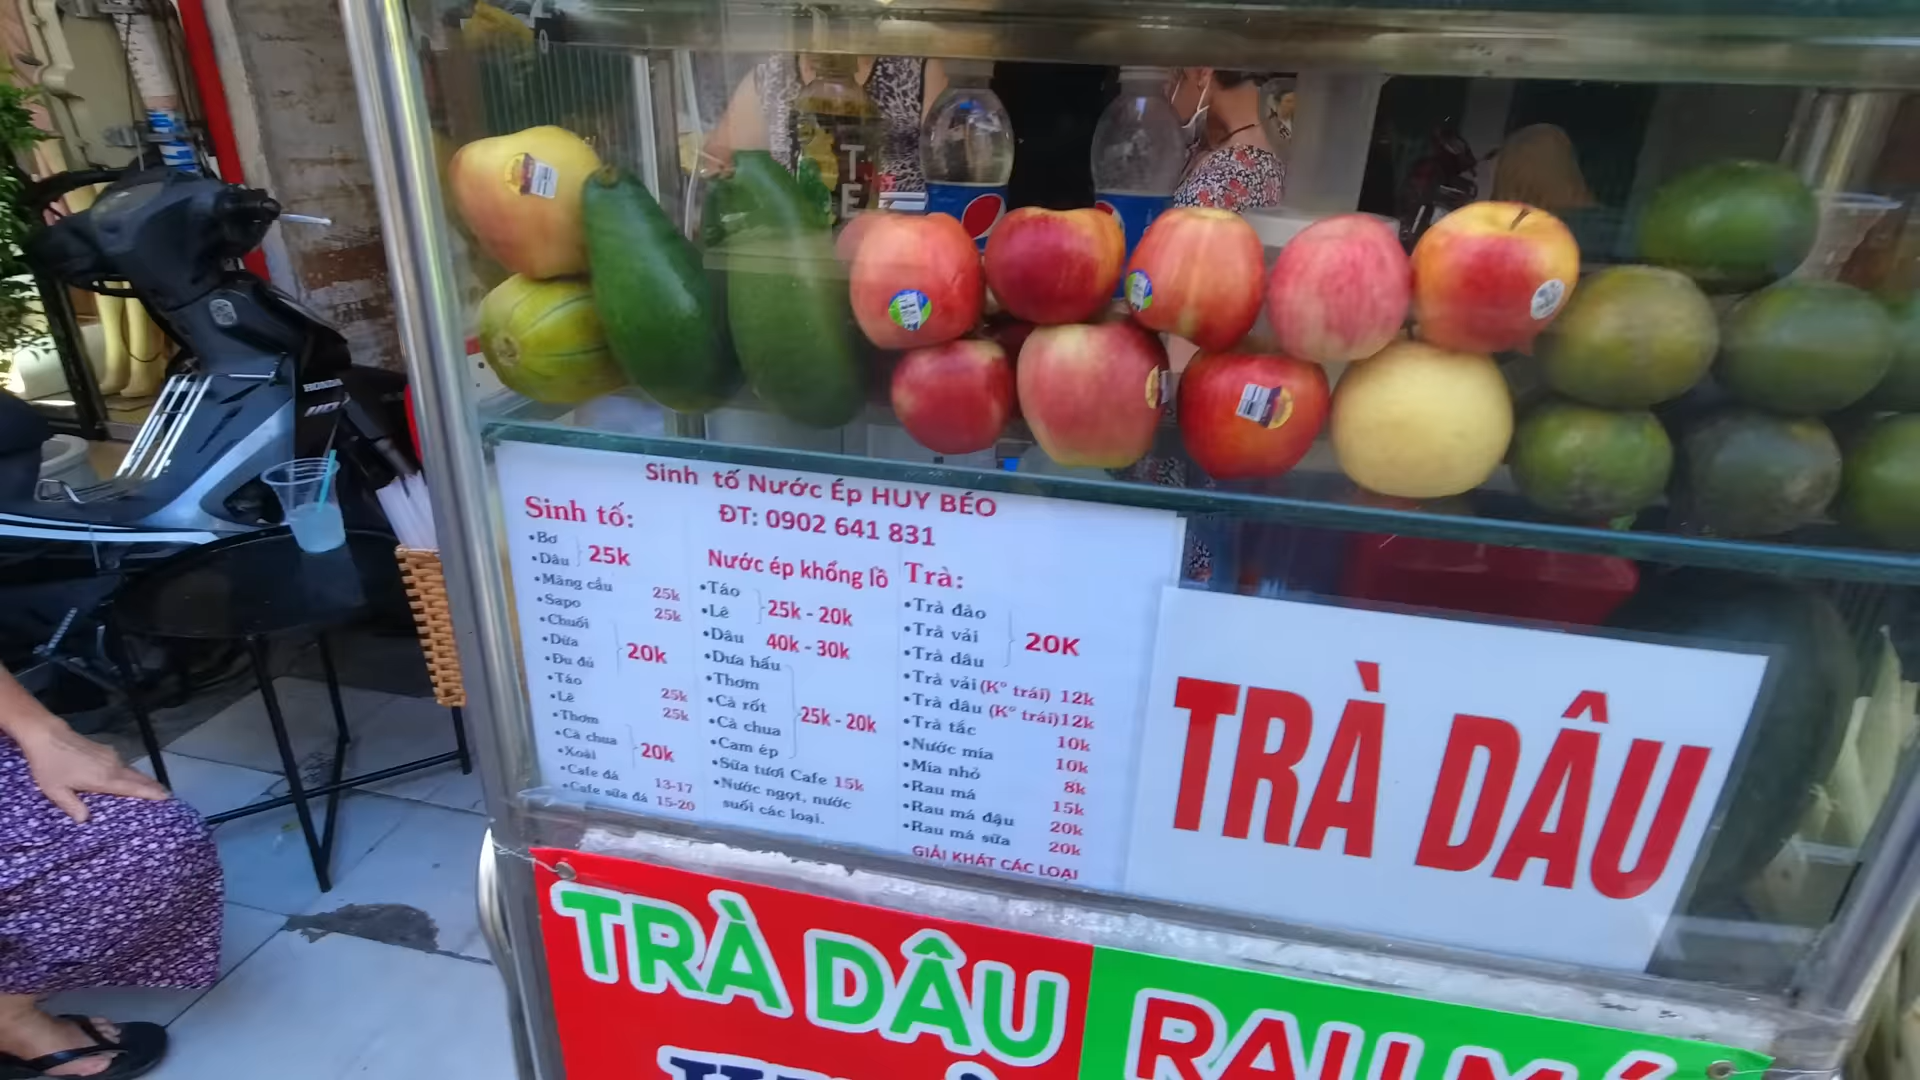 Sinh tố Nước Ép HUY BÉO
ĐT: 0902 641 831
Sinh tố:
•Bơ
•Dâu
25k
•Mãng cầu 25k
•Sapo 25k
•Chuối
•Dừa
•Đu đủ
20k
•Táo 25k
•Lê 25k
•Thơm
•Cà chua
•Xoài
20k
•Cafe đá 13-17
•Cafe sữa đá 15-20
Nước ép khổng lồ
•Táo
•Lê
25k - 20k
•Dâu 40k - 30k
•Dưa hấu
•Thơm
•Cà rốt
•Cà chua
•Cam ép
25k - 20k
•Sữa tươi Cafe 15k
•Nước ngọt, nước
suối các loại.
Trà:
•Trà đào
•Trà vải
•Trà dâu
20K
•Trà vải (K° trái) 12k
•Trà dâu (K° trái) 12k
•Trà tắc 10k
•Nước mía 10k
•Mía nhỏ 8k
•Rau má 15k
•Rau má đậu 20k
•Rau má sữa 20k
GIẢI KHÁT CÁC LOẠI
TRÀ DÂU
TRÀ DÂU
RAU MÁ
HONDA